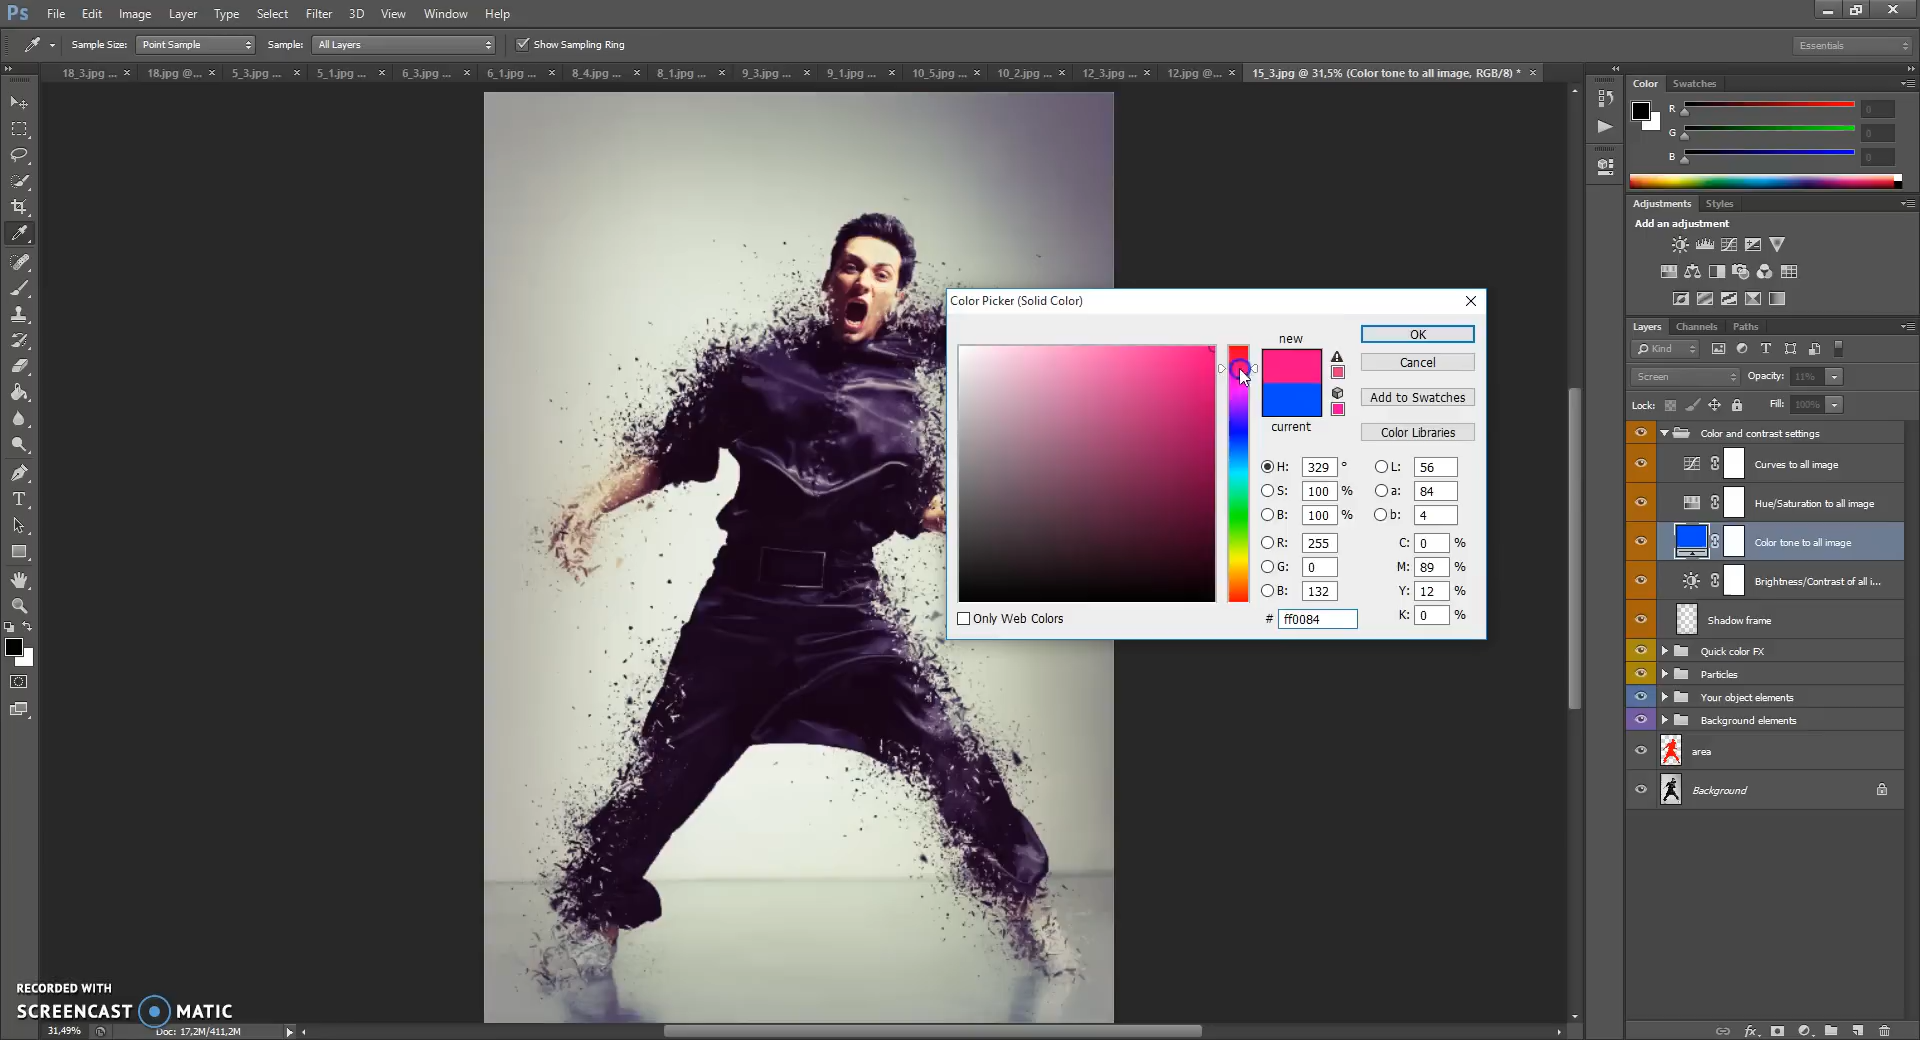 Ps File Edit Image Layer Type Select Filter 3D View Window Help
Sample Size: Point Sample Sample: All Layers Show Sampling Ring Essentials
18_3.jpg ... × 18.jpg @... × 5_3.jpg ... × 5_1.jpg ... × 6_3.jpg ... × 6_1.jpg ... × 8_4.jpg ... × 8_1.jpg ... × 9_3.jpg ... × 9_1.jpg ... × 10_5.jpg ... × 10_2.jpg ... × 12_3.jpg ... × 12.jpg @... × 15_3.jpg @ 31,5% (Color tone to all image, RGB/8) * ×
Color Swatches
R 0
G 0
B 0
Adjustments Styles
Add an adjustment
Layers Channels Paths
Kind
Screen Opacity: 11%
Lock: Fill: 100%
Color and contrast settings
Curves to all image
Hue/Saturation to all image
Color tone to all image
Brightness/Contrast of all i...
Shadow frame
Quick color FX
Particles
Your object elements
Background elements
area
Background
Color Picker (Solid Color)
new
current
OK
Cancel
Add to Swatches
Color Libraries
H: 329 ° L: 56
S: 100 % a: 84
B: 100 % b: 4
R: 255 C: 0 %
G: 0 M: 89 %
B: 132 Y: 12 %
# ff0084 K: 0 %
Only Web Colors
RECORDED WITH
SCREENCAST MATIC
31,49% Doc: 17,2M/411,2M